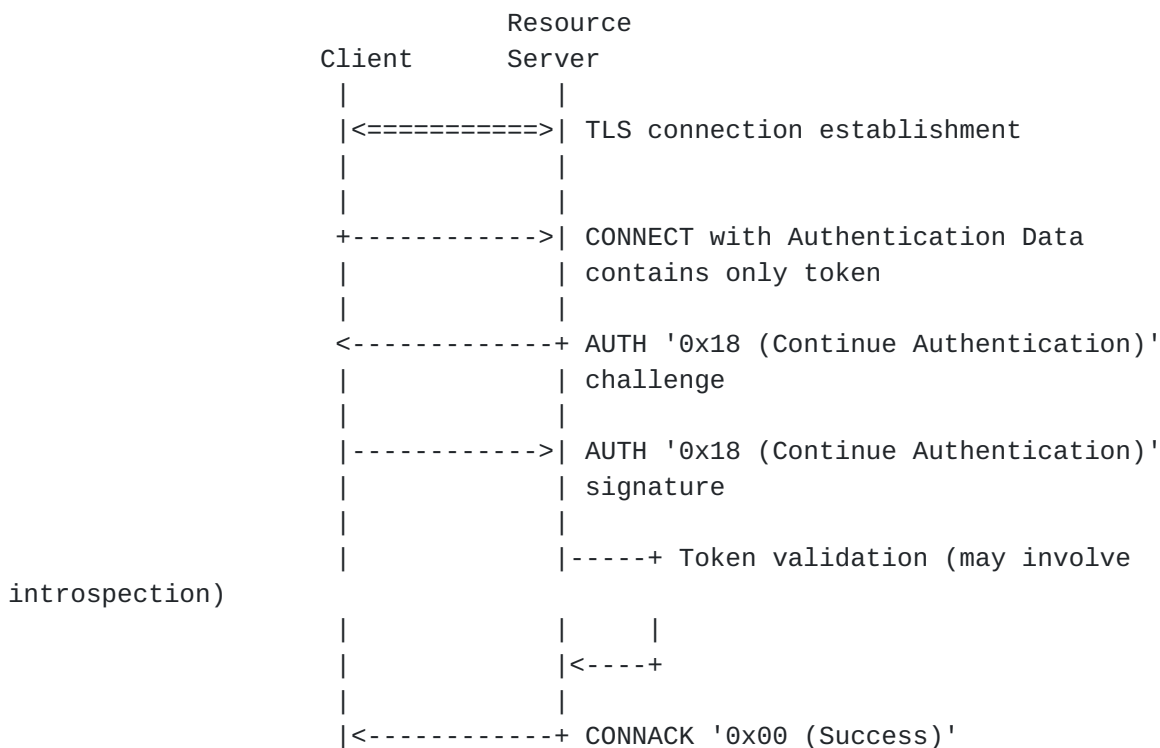 Resource
Client Server
TLS connection establishment
CONNECT with Authentication Data
contains only token
AUTH '0x18 (Continue Authentication)'
challenge
AUTH '0x18 (Continue Authentication)'
signature
Token validation (may involve
introspection)
CONNACK '0x00 (Success)'